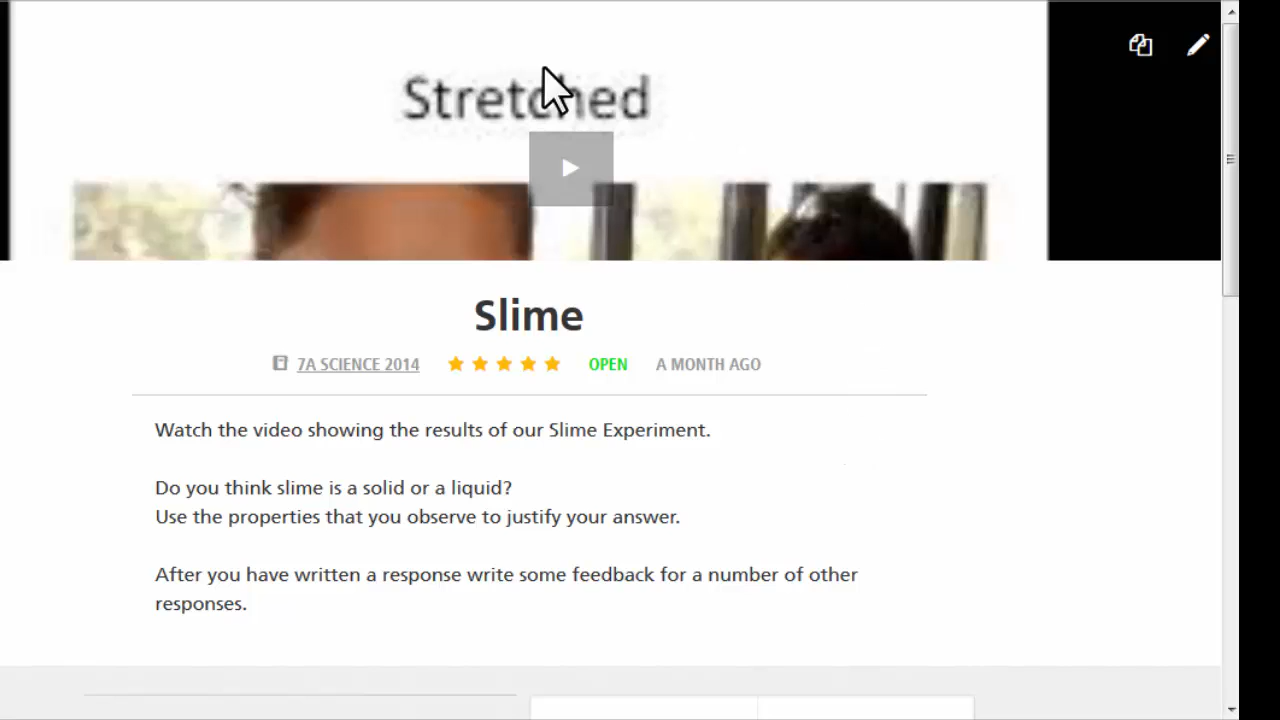 Stretched
Slime
7A SCIENCE 2014 OPEN A MONTH AGO
Watch the video showing the results of our Slime Experiment.
Do you think slime is a solid or a liquid?
Use the properties that you observe to justify your answer.
After you have written a response write some feedback for a number of other
responses.